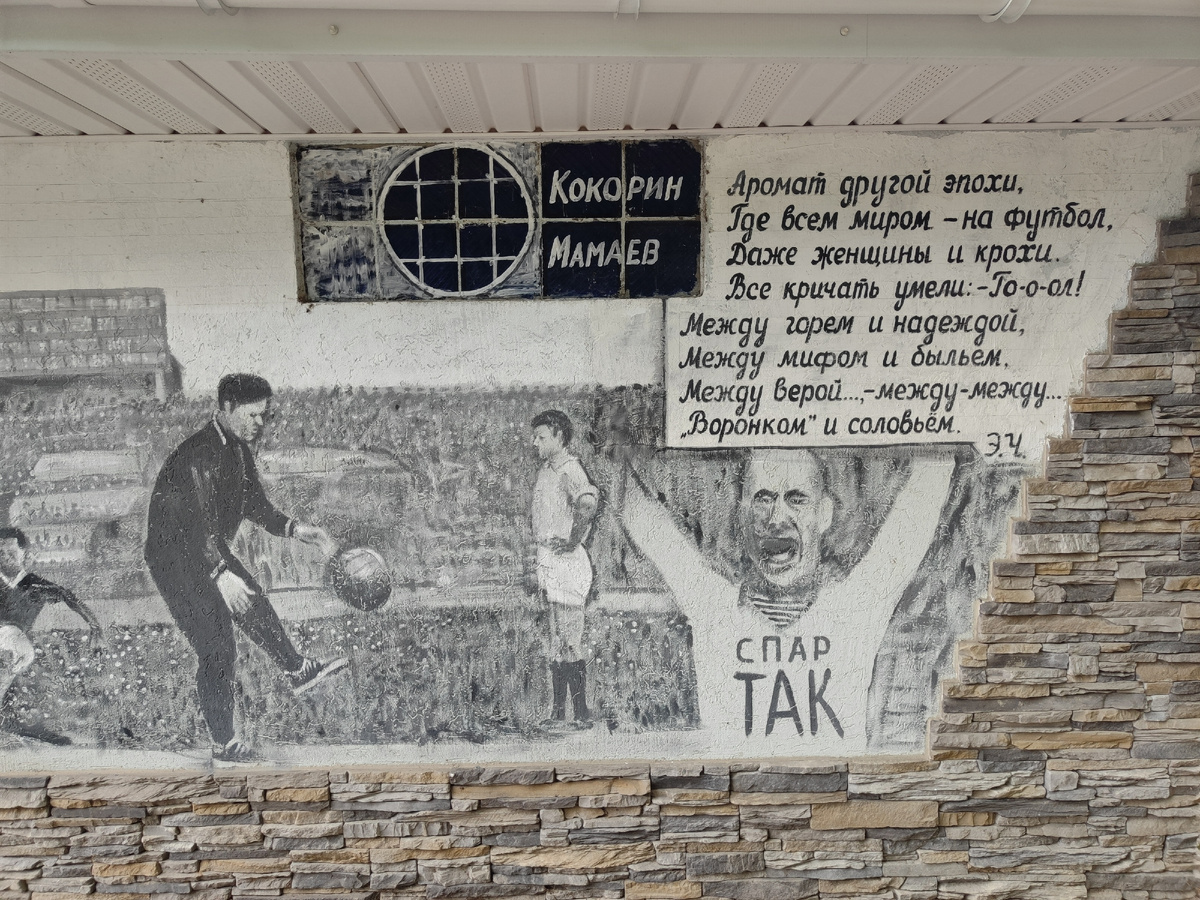 КОКОРИН
МАМАЕВ
Аромат другой эпохи,
Где всем миром – на футбол,
Даже женщины и крохи.
Все кричать умели: -Го-о-ол!
Между горем и надеждой,
Между мифом и быльем,
Между верой...,-между-между...
„Воронком" и соловьём.
Э.Ч.
СПАР
ТАК